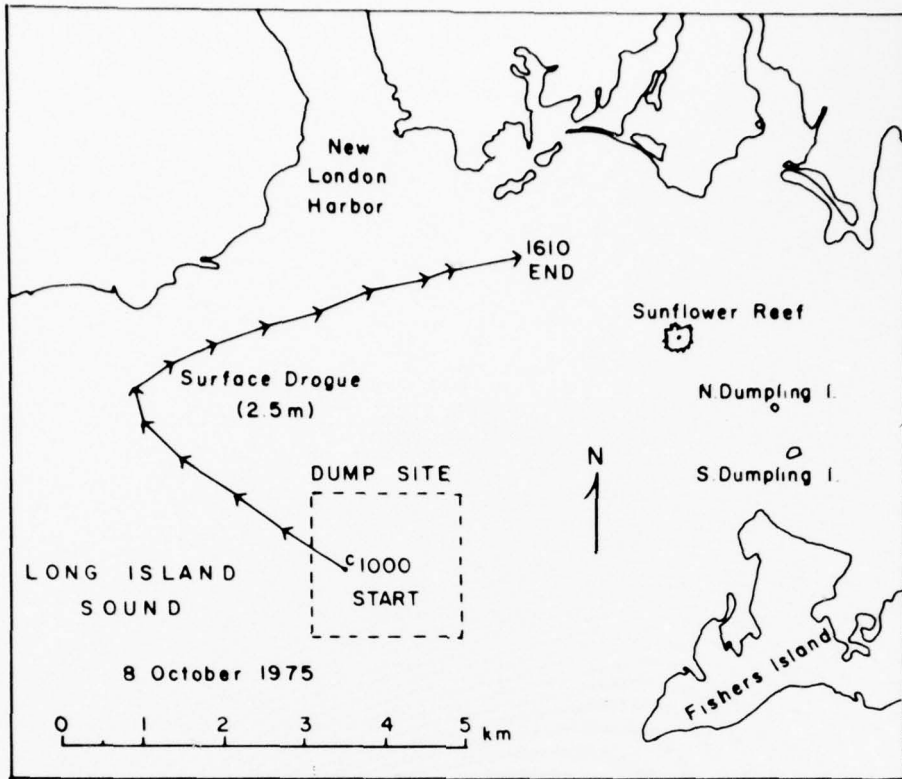 New
London
Harbor
1610
END
Sunflower Reef
Surface Drogue
(2.5m)
N. Dumpling I.
N
S. Dumpling I.
DUMP SITE
c1000
START
LONG ISLAND
SOUND
Fishers Island
8 October 1975
0 1 2 3 4 5 km